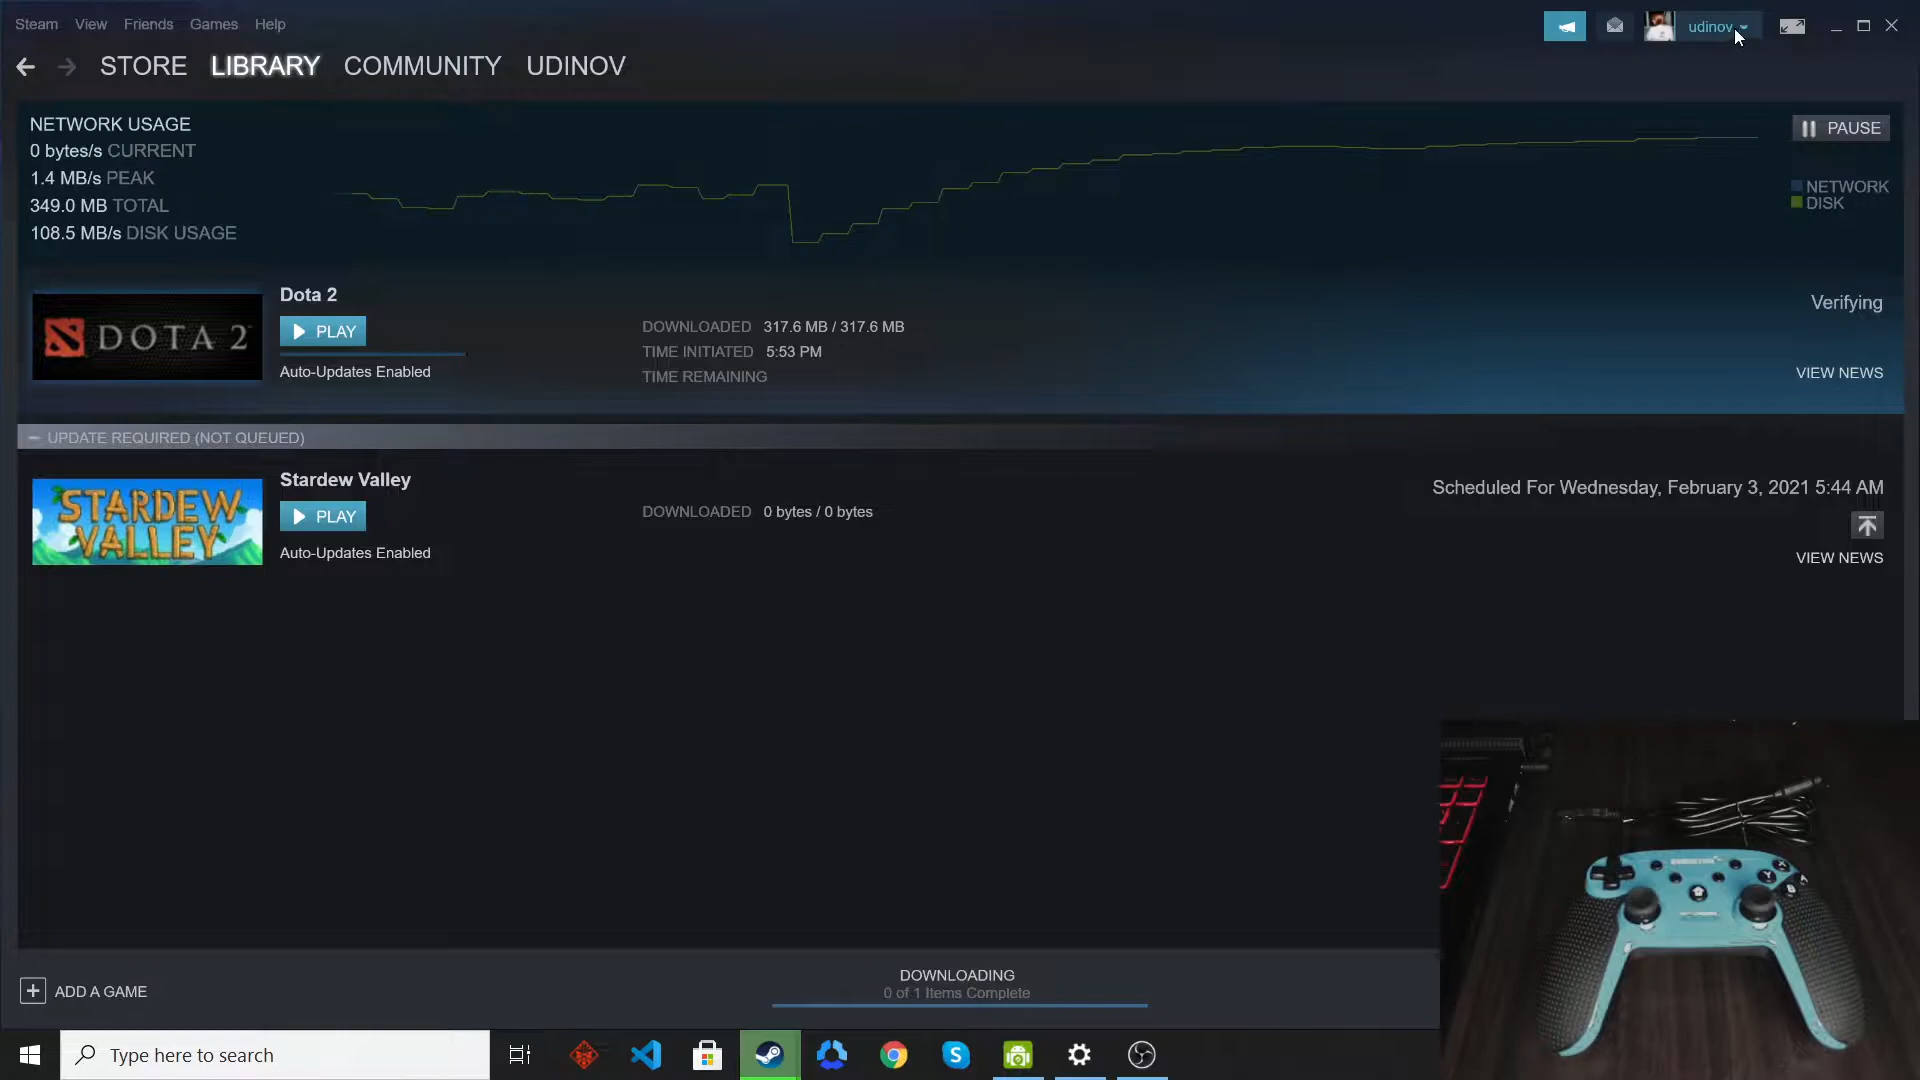 Steam View Friends Games Help
udinov
STORE LIBRARY COMMUNITY UDINOV
NETWORK USAGE
0 bytes/s CURRENT
1.4 MB/s PEAK
349.0 MB TOTAL
108.5 MB/s DISK USAGE
PAUSE
NETWORK
DISK
DOTA 2
Dota 2
PLAY
Auto-Updates Enabled
DOWNLOADED 317.6 MB / 317.6 MB
TIME INITIATED 5:53 PM
TIME REMAINING
Verifying
VIEW NEWS
UPDATE REQUIRED (NOT QUEUED)
STARDEW
VALLEY
Stardew Valley
PLAY
Auto-Updates Enabled
DOWNLOADED 0 bytes / 0 bytes
Scheduled For Wednesday, February 3, 2021 5:44 AM
VIEW NEWS
ADD A GAME
DOWNLOADING
0 of 1 Items Complete
Type here to search
S
X
Y
A
B